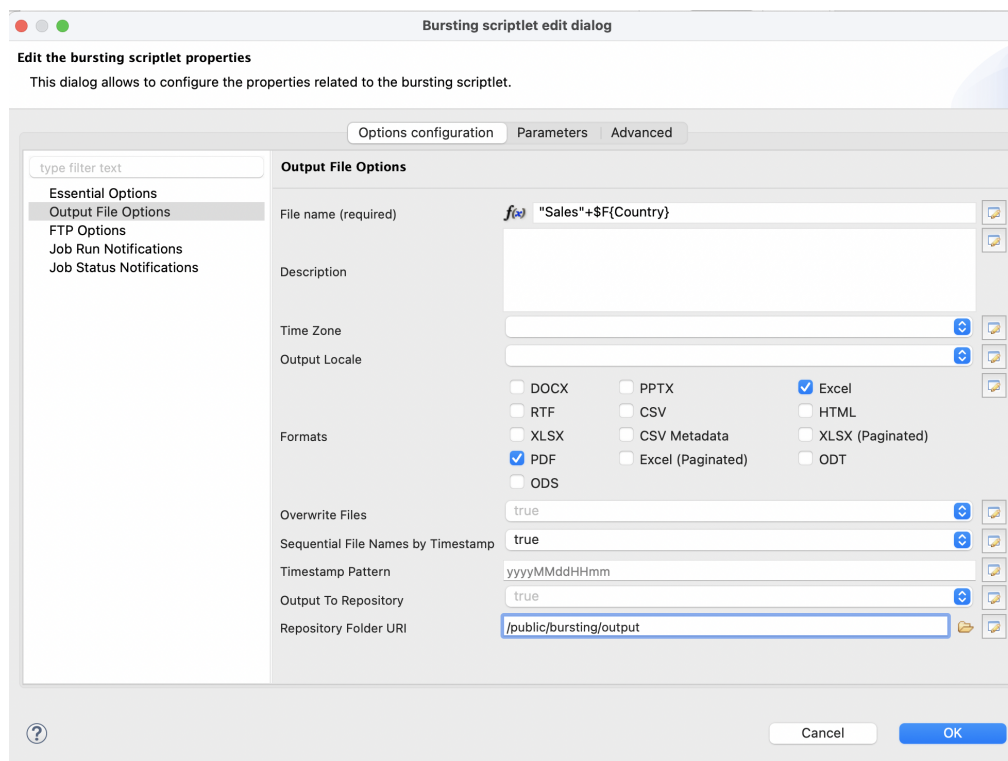 Bursting scriptlet edit dialog
Edit the bursting scriptlet properties
This dialog allows to configure the properties related to the bursting scriptlet.
Options configuration Parameters Advanced
type filter text
Essential Options
Output File Options
FTP Options
Job Run Notifications
Job Status Notifications
Output File Options
File name (required) f(x) "Sales"+$F{Country}
Description
Time Zone
Output Locale
Formats
DOCX PPTX Excel
RTF CSV HTML
XLSX CSV Metadata XLSX (Paginated)
PDF Excel (Paginated) ODT
ODS
Overwrite Files true
Sequential File Names by Timestamp true
Timestamp Pattern yyyyMMddHHmm
Output To Repository true
Repository Folder URI /public/bursting/output
? Cancel OK